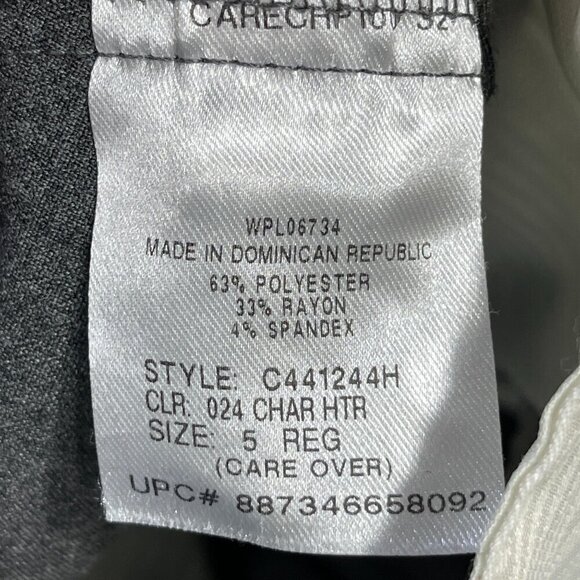 WPL06734
MADE IN DOMINICAN REPUBLIC
63% POLYESTER
33% RAYON
4% SPANDEX
STYLE: C441244H
CLR: 024 CHAR HTR
SIZE: 5 REG
(CARE OVER)
UPC# 887346658092